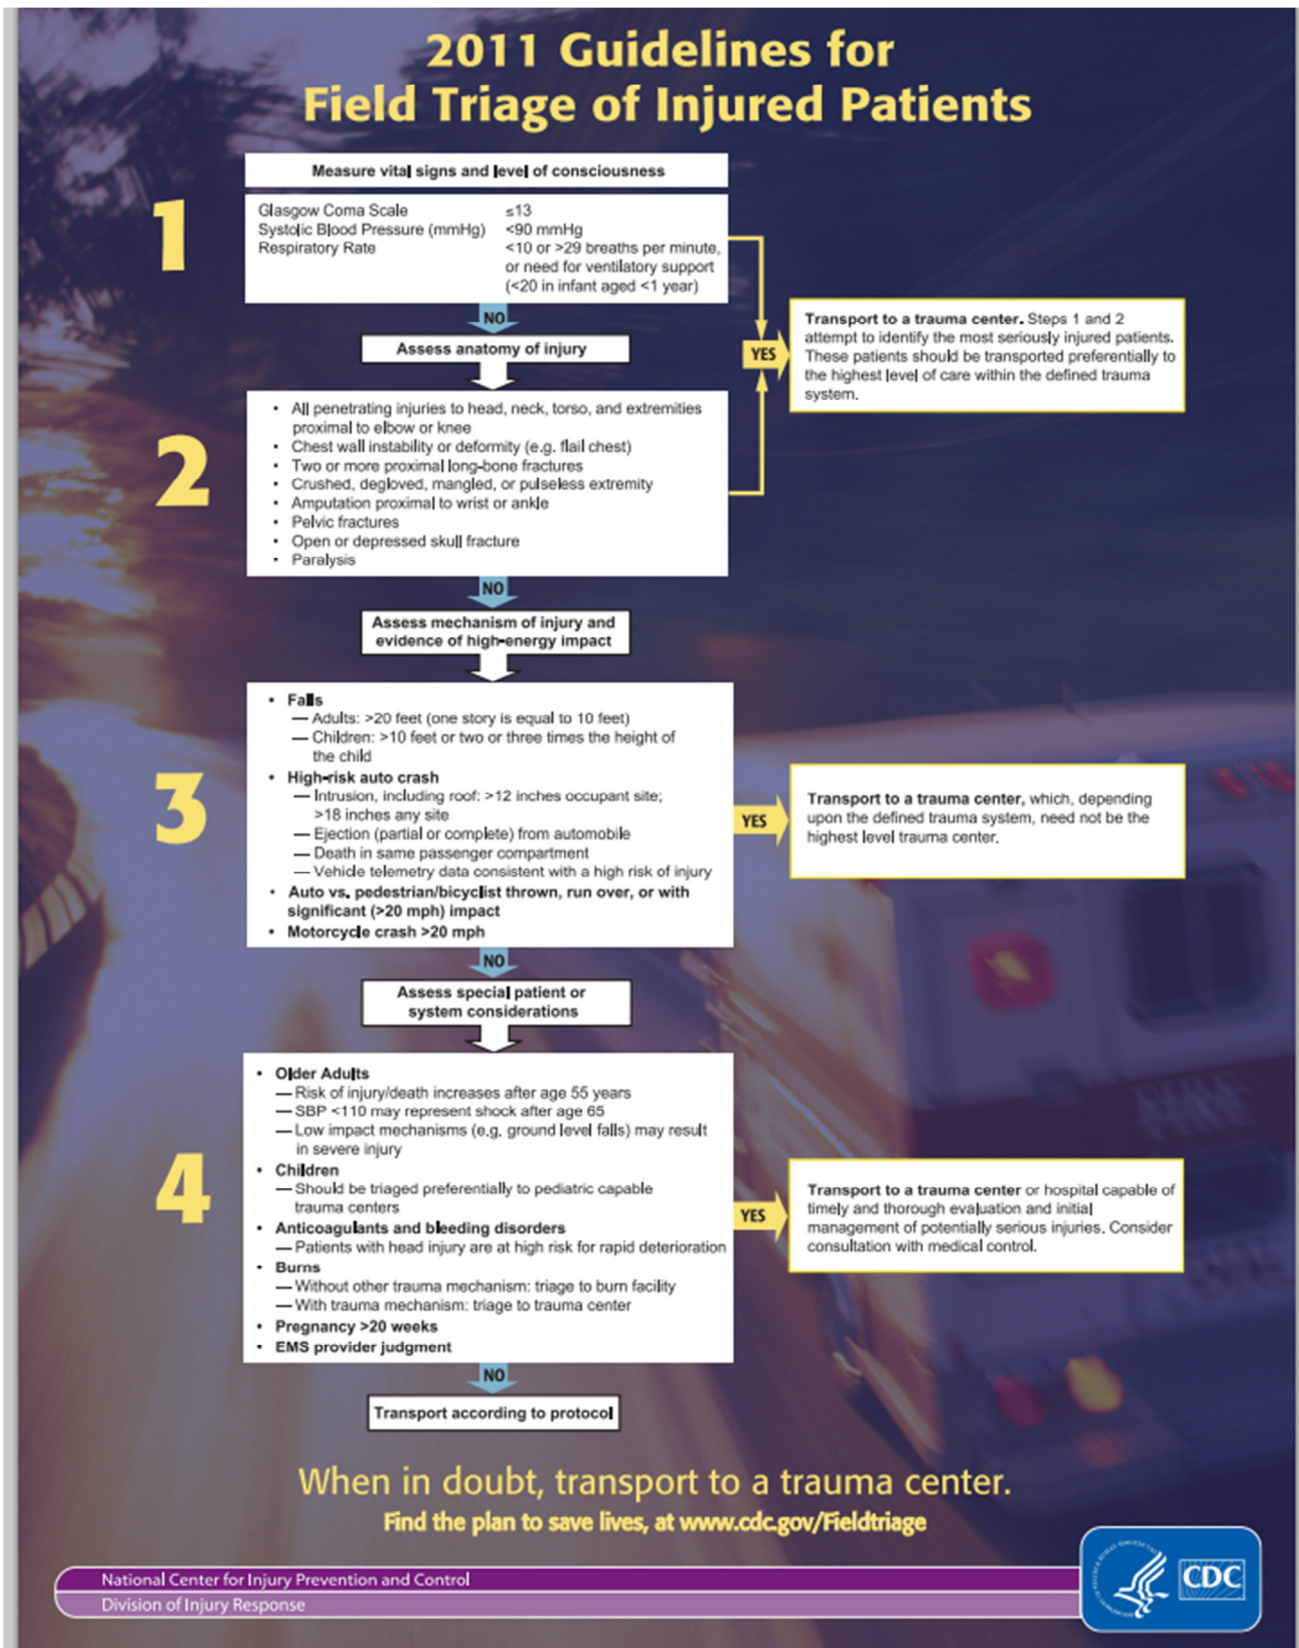 2011 Guidelines for
Field Triage of Injured Patients
Measure vital signs and level of consciousness
1
Glasgow Coma Scale ≤13
Systolic Blood Pressure (mmHg) <90 mmHg
Respiratory Rate <10 or >29 breaths per minute,
or need for ventilatory support
(<20 in infant aged <1 year)
NO
Assess anatomy of injury
YES
Transport to a trauma center. Steps 1 and 2
attempt to identify the most seriously injured patients.
These patients should be transported preferentially to
the highest level of care within the defined trauma
system.
2
• All penetrating injuries to head, neck, torso, and extremities
proximal to elbow or knee
• Chest wall instability or deformity (e.g. flail chest)
• Two or more proximal long-bone fractures
• Crushed, degloved, mangled, or pulseless extremity
• Amputation proximal to wrist or ankle
• Pelvic fractures
• Open or depressed skull fracture
• Paralysis
NO
Assess mechanism of injury and
evidence of high-energy impact
3
• Falls
— Adults: >20 feet (one story is equal to 10 feet)
— Children: >10 feet or two or three times the height of
the child
• High-risk auto crash
— Intrusion, including roof: >12 inches occupant site;
>18 inches any site
— Ejection (partial or complete) from automobile
— Death in same passenger compartment
— Vehicle telemetry data consistent with a high risk of injury
• Auto vs. pedestrian/bicyclist thrown, run over, or with
significant (>20 mph) impact
• Motorcycle crash >20 mph
YES
Transport to a trauma center, which, depending
upon the defined trauma system, need not be the
highest level trauma center.
NO
Assess special patient or
system considerations
4
• Older Adults
— Risk of injury/death increases after age 55 years
— SBP <110 may represent shock after age 65
— Low impact mechanisms (e.g. ground level falls) may result
in severe injury
• Children
— Should be triaged preferentially to pediatric capable
trauma centers
• Anticoagulants and bleeding disorders
— Patients with head injury are at high risk for rapid deterioration
• Burns
— Without other trauma mechanism: triage to burn facility
— With trauma mechanism: triage to trauma center
• Pregnancy >20 weeks
• EMS provider judgment
YES
Transport to a trauma center or hospital capable of
timely and thorough evaluation and initial
management of potentially serious injuries. Consider
consultation with medical control.
NO
Transport according to protocol
When in doubt, transport to a trauma center.
Find the plan to save lives, at www.cdc.gov/Fieldtriage
National Center for Injury Prevention and Control
Division of Injury Response
CDC